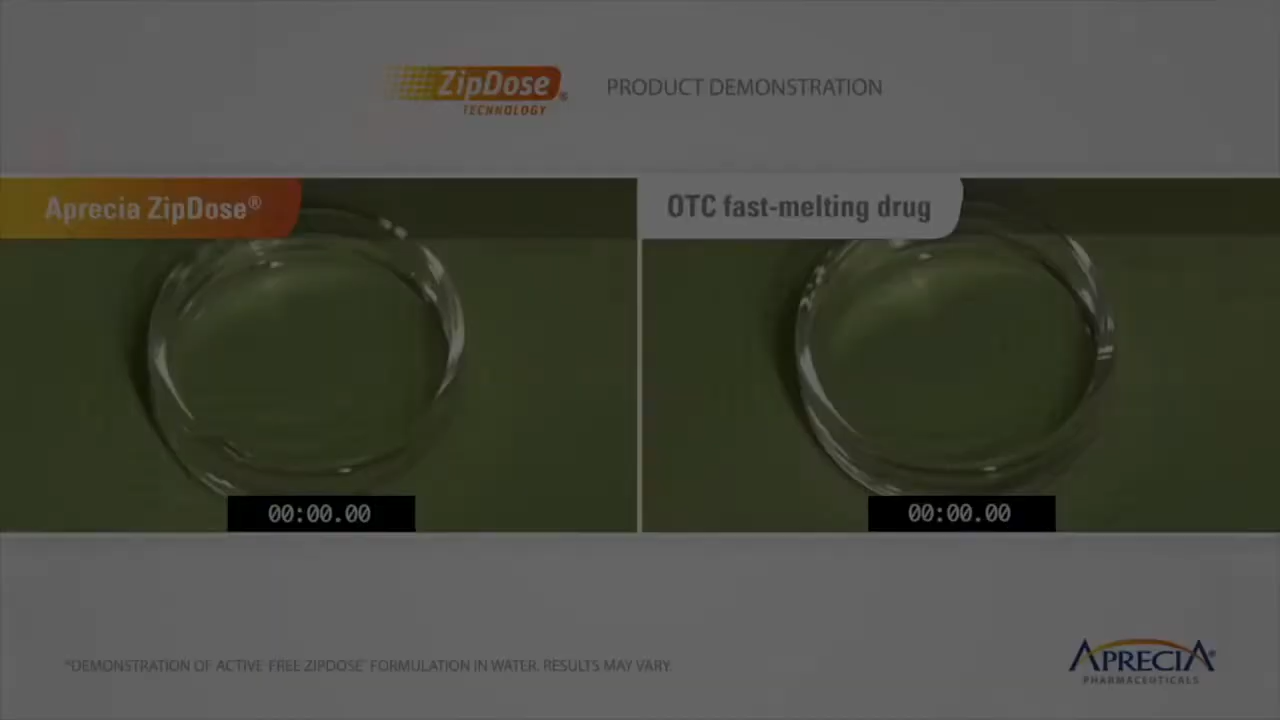 ZipDose®
TECHNOLOGY
PRODUCT DEMONSTRATION
Aprecia ZipDose®
OTC fast-melting drug
00:00.00
00:00.00
*DEMONSTRATION OF ACTIVE-FREE ZIPDOSE® FORMULATION IN WATER. RESULTS MAY VARY.
APRECIA®
PHARMACEUTICALS